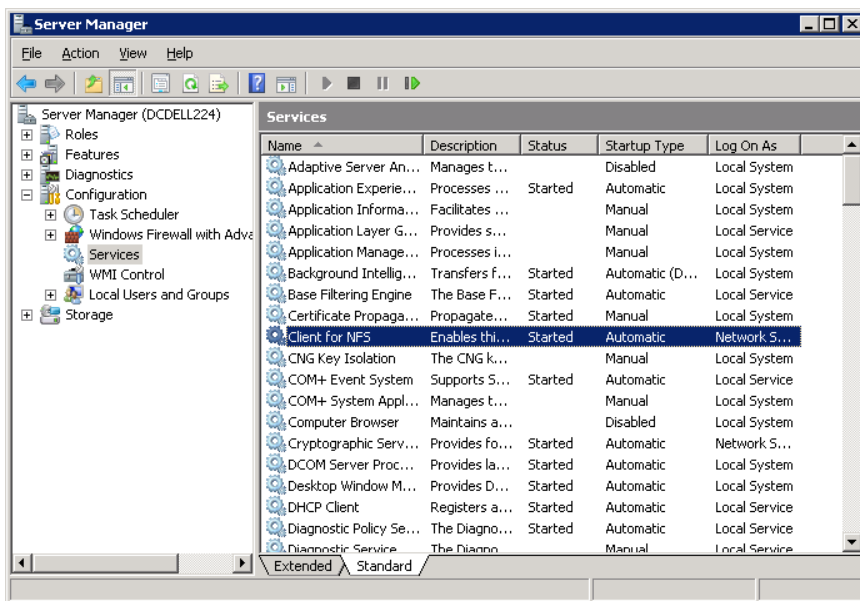 Server Manager
File Action View Help
Server Manager (DCDELL224)
Roles
Features
Diagnostics
Configuration
Task Scheduler
Windows Firewall with Adva
Services
WMI Control
Local Users and Groups
Storage
Services
Name Description Status Startup Type Log On As
Adaptive Server An... Manages t... Disabled Local System
Application Experie... Processes ... Started Automatic Local System
Application Informa... Facilitates ... Manual Local System
Application Layer G... Provides s... Manual Local Service
Application Manage... Processes i... Manual Local System
Background Intellig... Transfers f... Started Automatic (D... Local System
Base Filtering Engine The Base F... Started Automatic Local Service
Certificate Propaga... Propagate... Started Manual Local System
Client for NFS Enables thi... Started Automatic Network S...
CNG Key Isolation The CNG k... Manual Local System
COM+ Event System Supports S... Started Automatic Local Service
COM+ System Appl... Manages t... Manual Local System
Computer Browser Maintains a... Disabled Local System
Cryptographic Serv... Provides fo... Started Automatic Network S...
DCOM Server Proc... Provides la... Started Automatic Local System
Desktop Window M... Provides D... Started Automatic Local System
DHCP Client Registers a... Started Automatic Local Service
Diagnostic Policy Se... The Diagno... Started Automatic Local Service
Diagnostic Service The Diagno Manual Local Service
Extended Standard